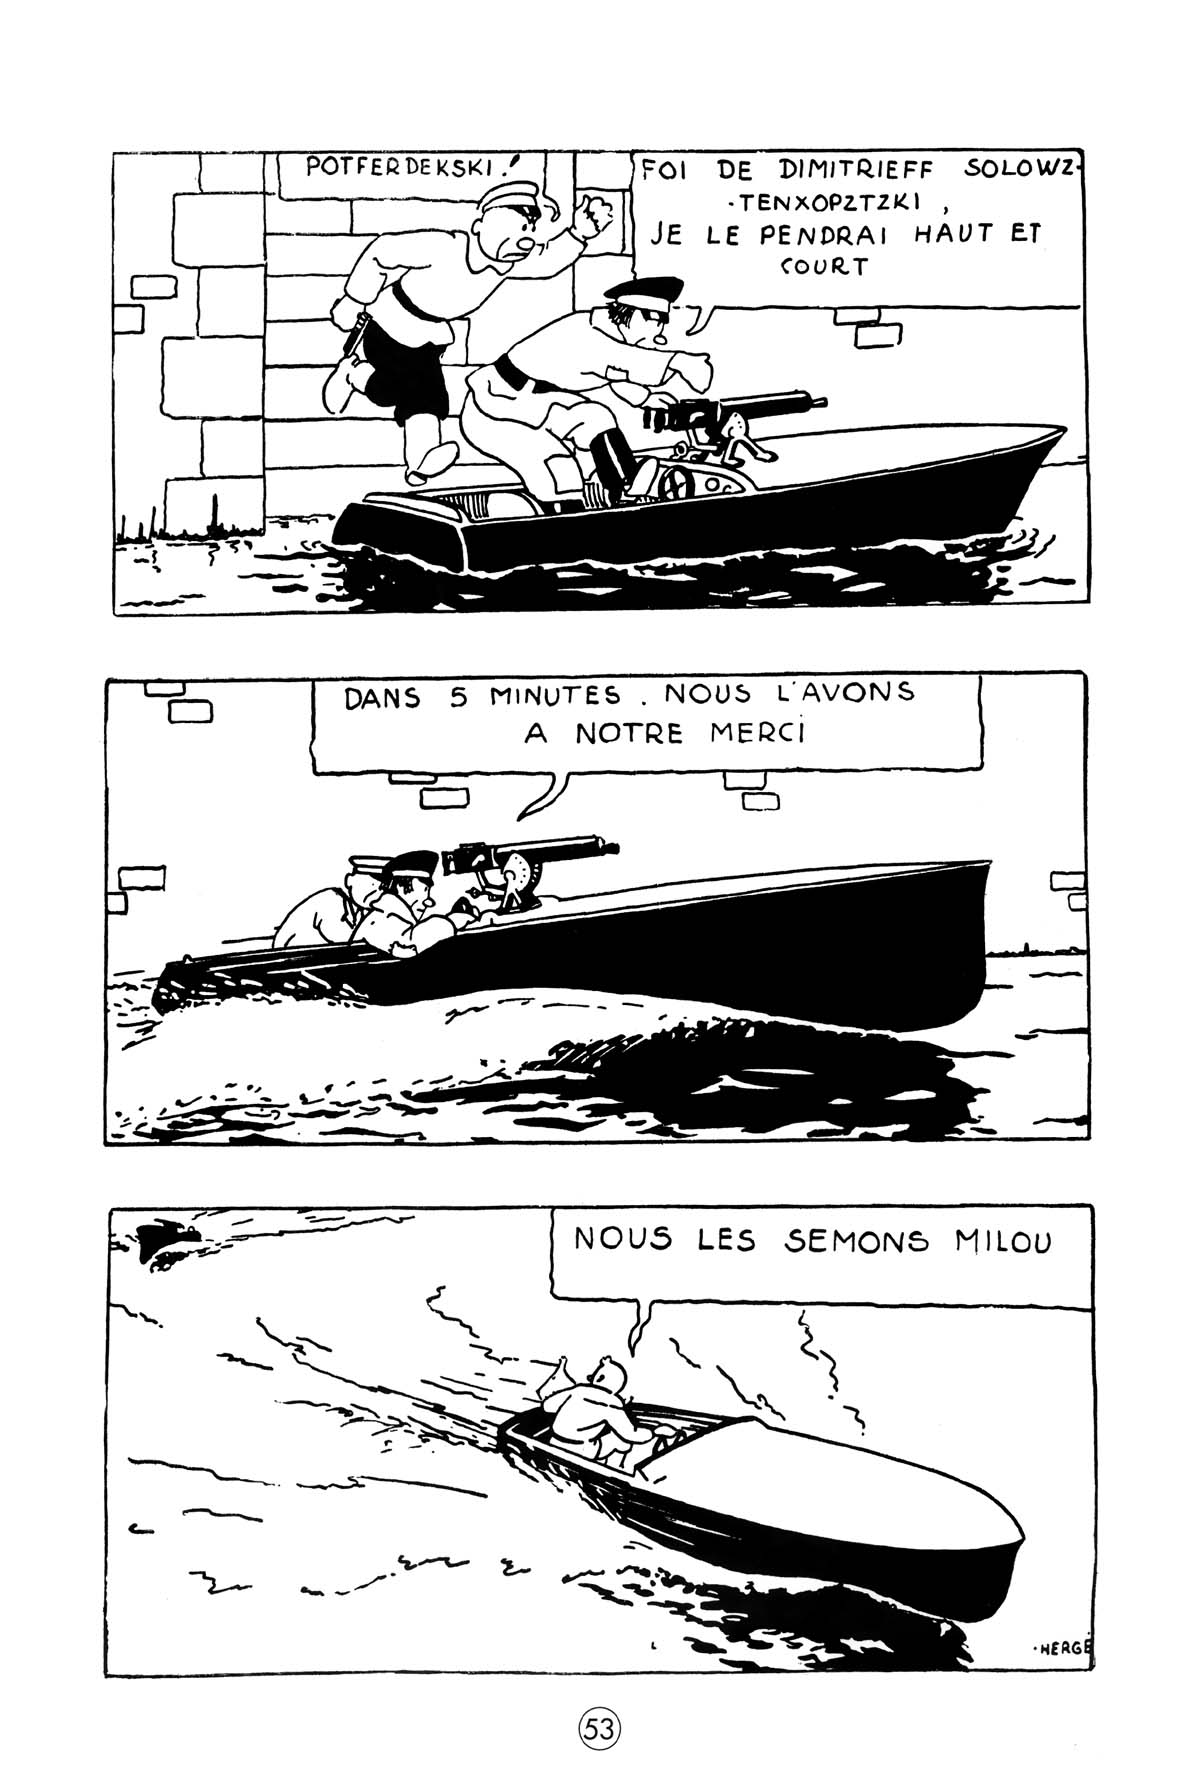 POTFERDEKSKI !
FOI DE DIMITRIEFF SOLOWZ-
-TENXOPZTZKI ,
JE LE PENDRAI HAUT ET
COURT
DANS 5 MINUTES . NOUS L'AVONS
A NOTRE MERCI
NOUS LES SEMONS MILOU
·HERGÉ
53